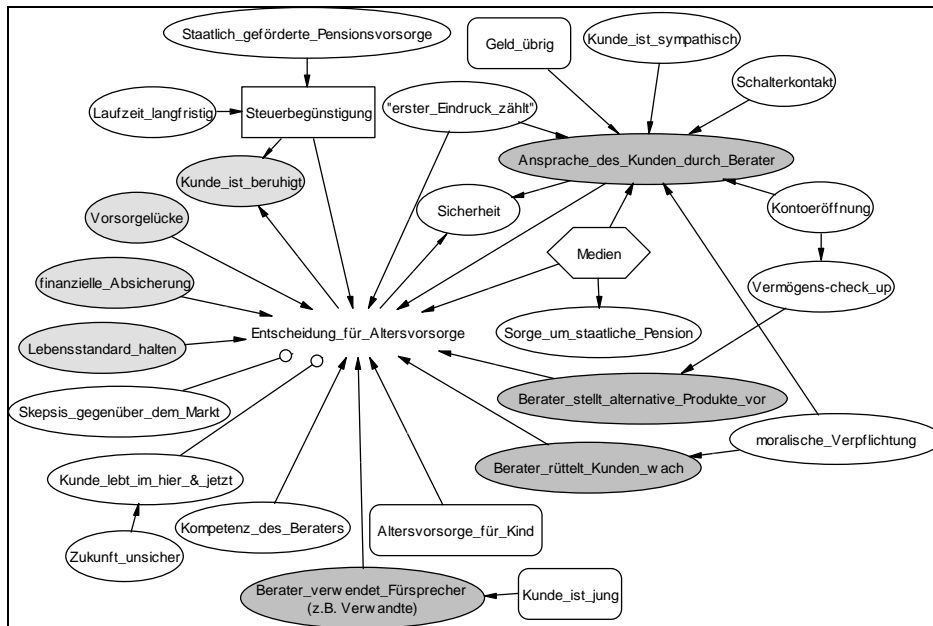 Staatlich_geförderte_Pensionsvorsorge
Geld_übrig
Kunde_ist_sympathisch
Schalterkontakt
Laufzeit_langfristig
Steuerbegünstigung
"erster_Eindruck_zählt"
Ansprache_des_Kunden_durch_Berater
Kunde_ist_beruhigt
Vorsorgelücke
Sicherheit
Kontoeröffnung
Medien
finanzielle_Absicherung
Vermögens-check_up
Entscheidung_für_Altersvorsorge
Sorge_um_staatliche_Pension
Lebensstandard_halten
Skepsis_gegenüber_dem_Markt
Berater_stellt_alternative_Produkte_vor
moralische_Verpflichtung
Kunde_lebt_im_hier_&_jetzt
Berater_rüttelt_Kunden_wach
Kompetenz_des_Beraters
Altersvorsorge_für_Kind
Zukunft_unsicher
Berater_verwendet_Fürsprecher
(z.B. Verwandte)
Kunde_ist_jung